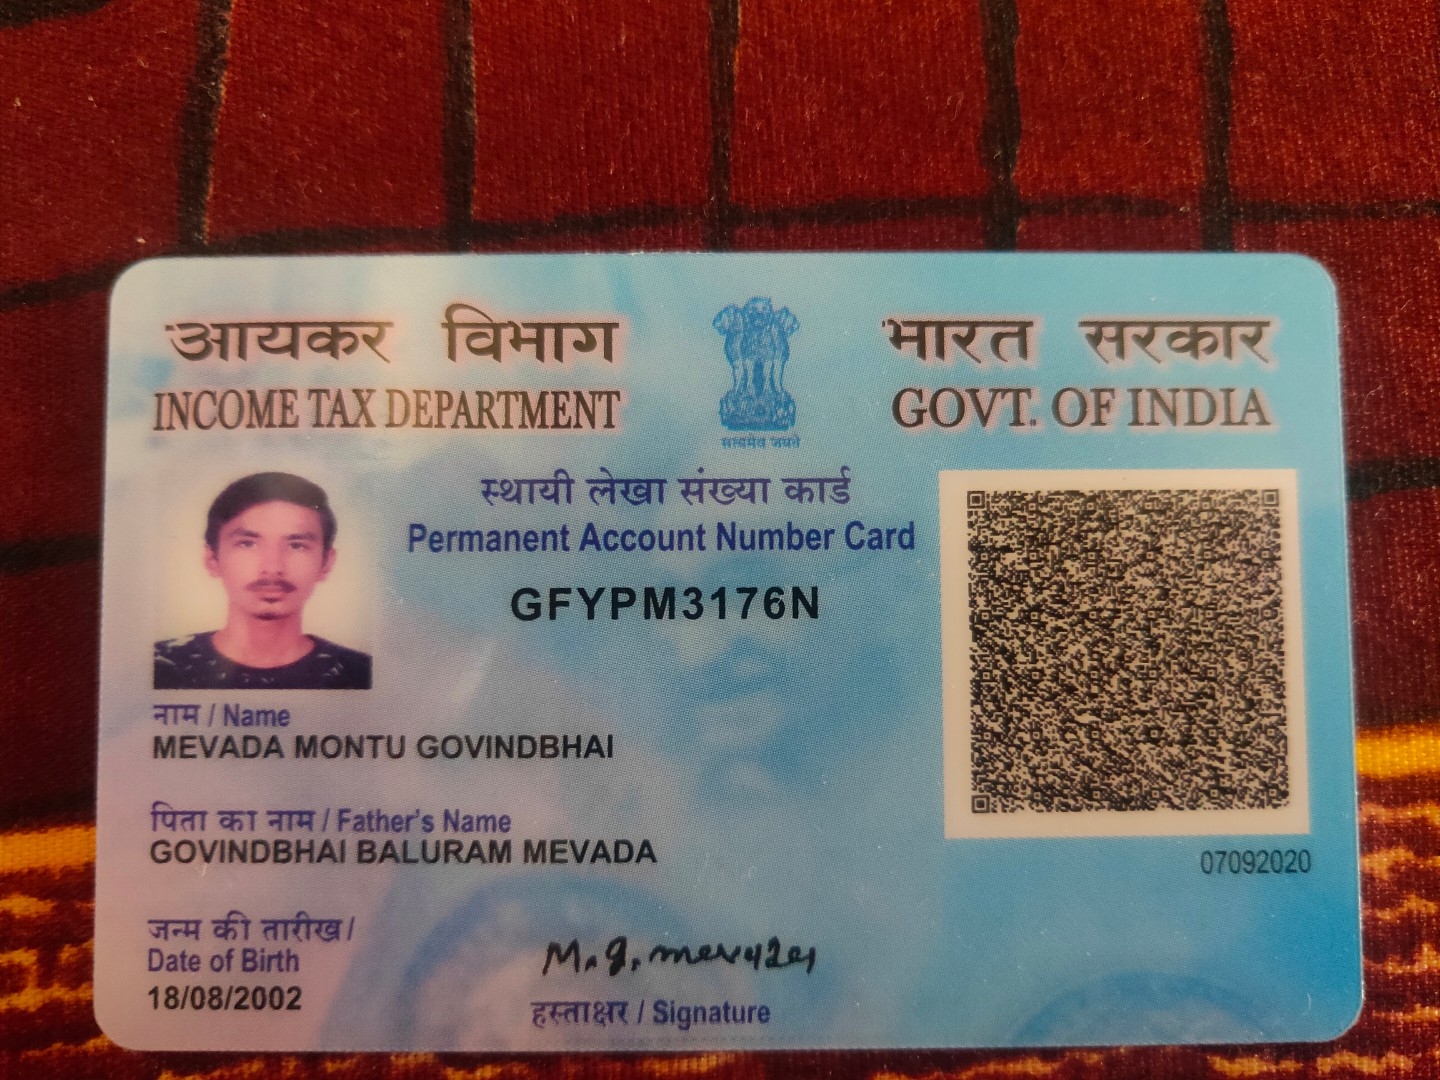 आयकर विभाग
INCOME TAX DEPARTMENT
सत्यमेव जयते
भारत सरकार
GOVT. OF INDIA
स्थायी लेखा संख्या कार्ड
Permanent Account Number Card
GFYPM3176N
नाम / Name
MEVADA MONTU GOVINDBHAI
पिता का नाम / Father's Name
GOVINDBHAI BALURAM MEVADA
07092020
जन्म की तारीख /
Date of Birth
18/08/2002
M. g.
हस्ताक्षर / Signature